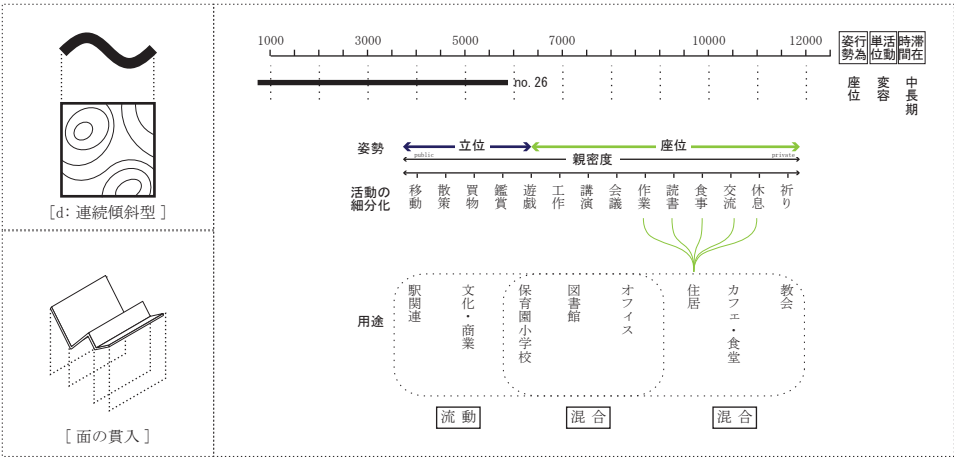 [d: 連続傾斜型 ]
[ 面の貫入 ]
1000 3000 5000 7000 10000 12000
no. 26
姿勢 行為
単位 活動
時間 滞在
座位
変容
中長期
姿勢
立位
座位
public
親密度
private
活動の
細分化
移動
散策
買物
鑑賞
遊戯
工作
講演
会議
作業
読書
食事
交流
休息
祈り
用途
駅関連
文化・商業
保育園小学校
図書館
オフィス
住居
カフェ・食堂
教会
流 動
混 合
混 合